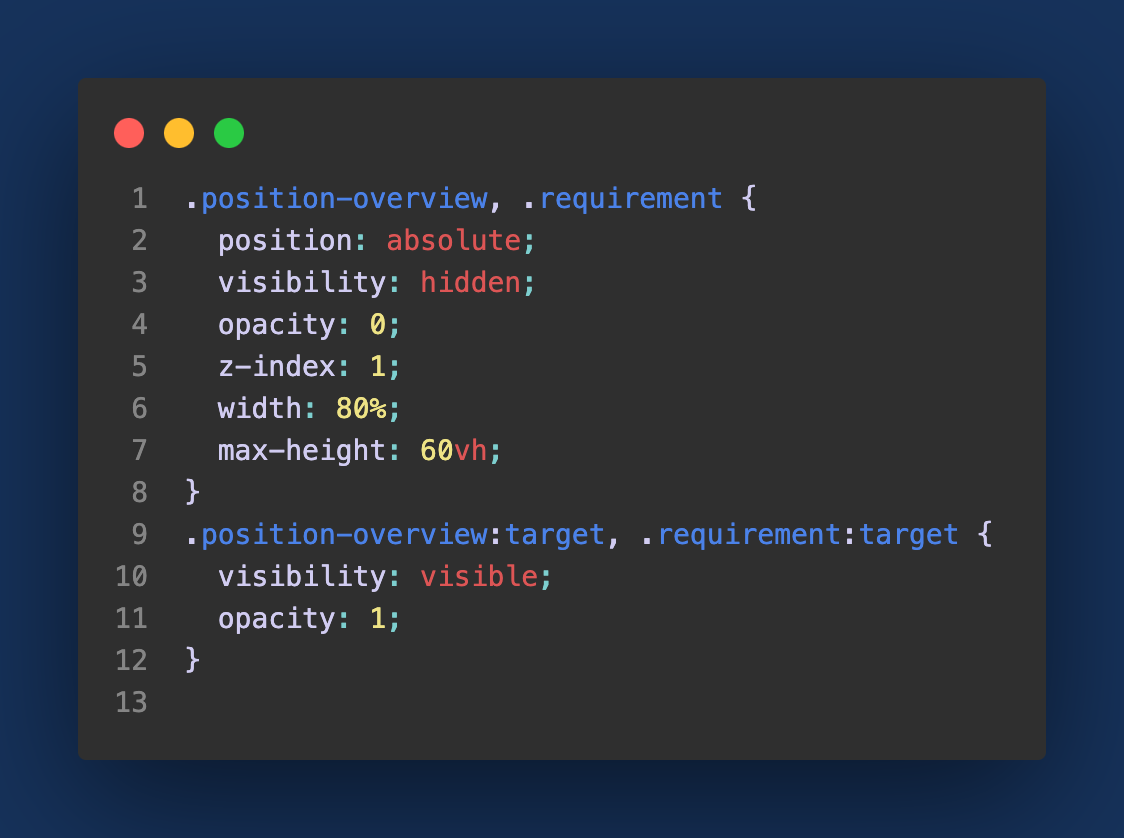 1 .position-overview, .requirement {
2   position: absolute;
3   visibility: hidden;
4   opacity: 0;
5   z-index: 1;
6   width: 80%;
7   max-height: 60vh;
8 }
9 .position-overview:target, .requirement:target {
10   visibility: visible;
11   opacity: 1;
12 }
13